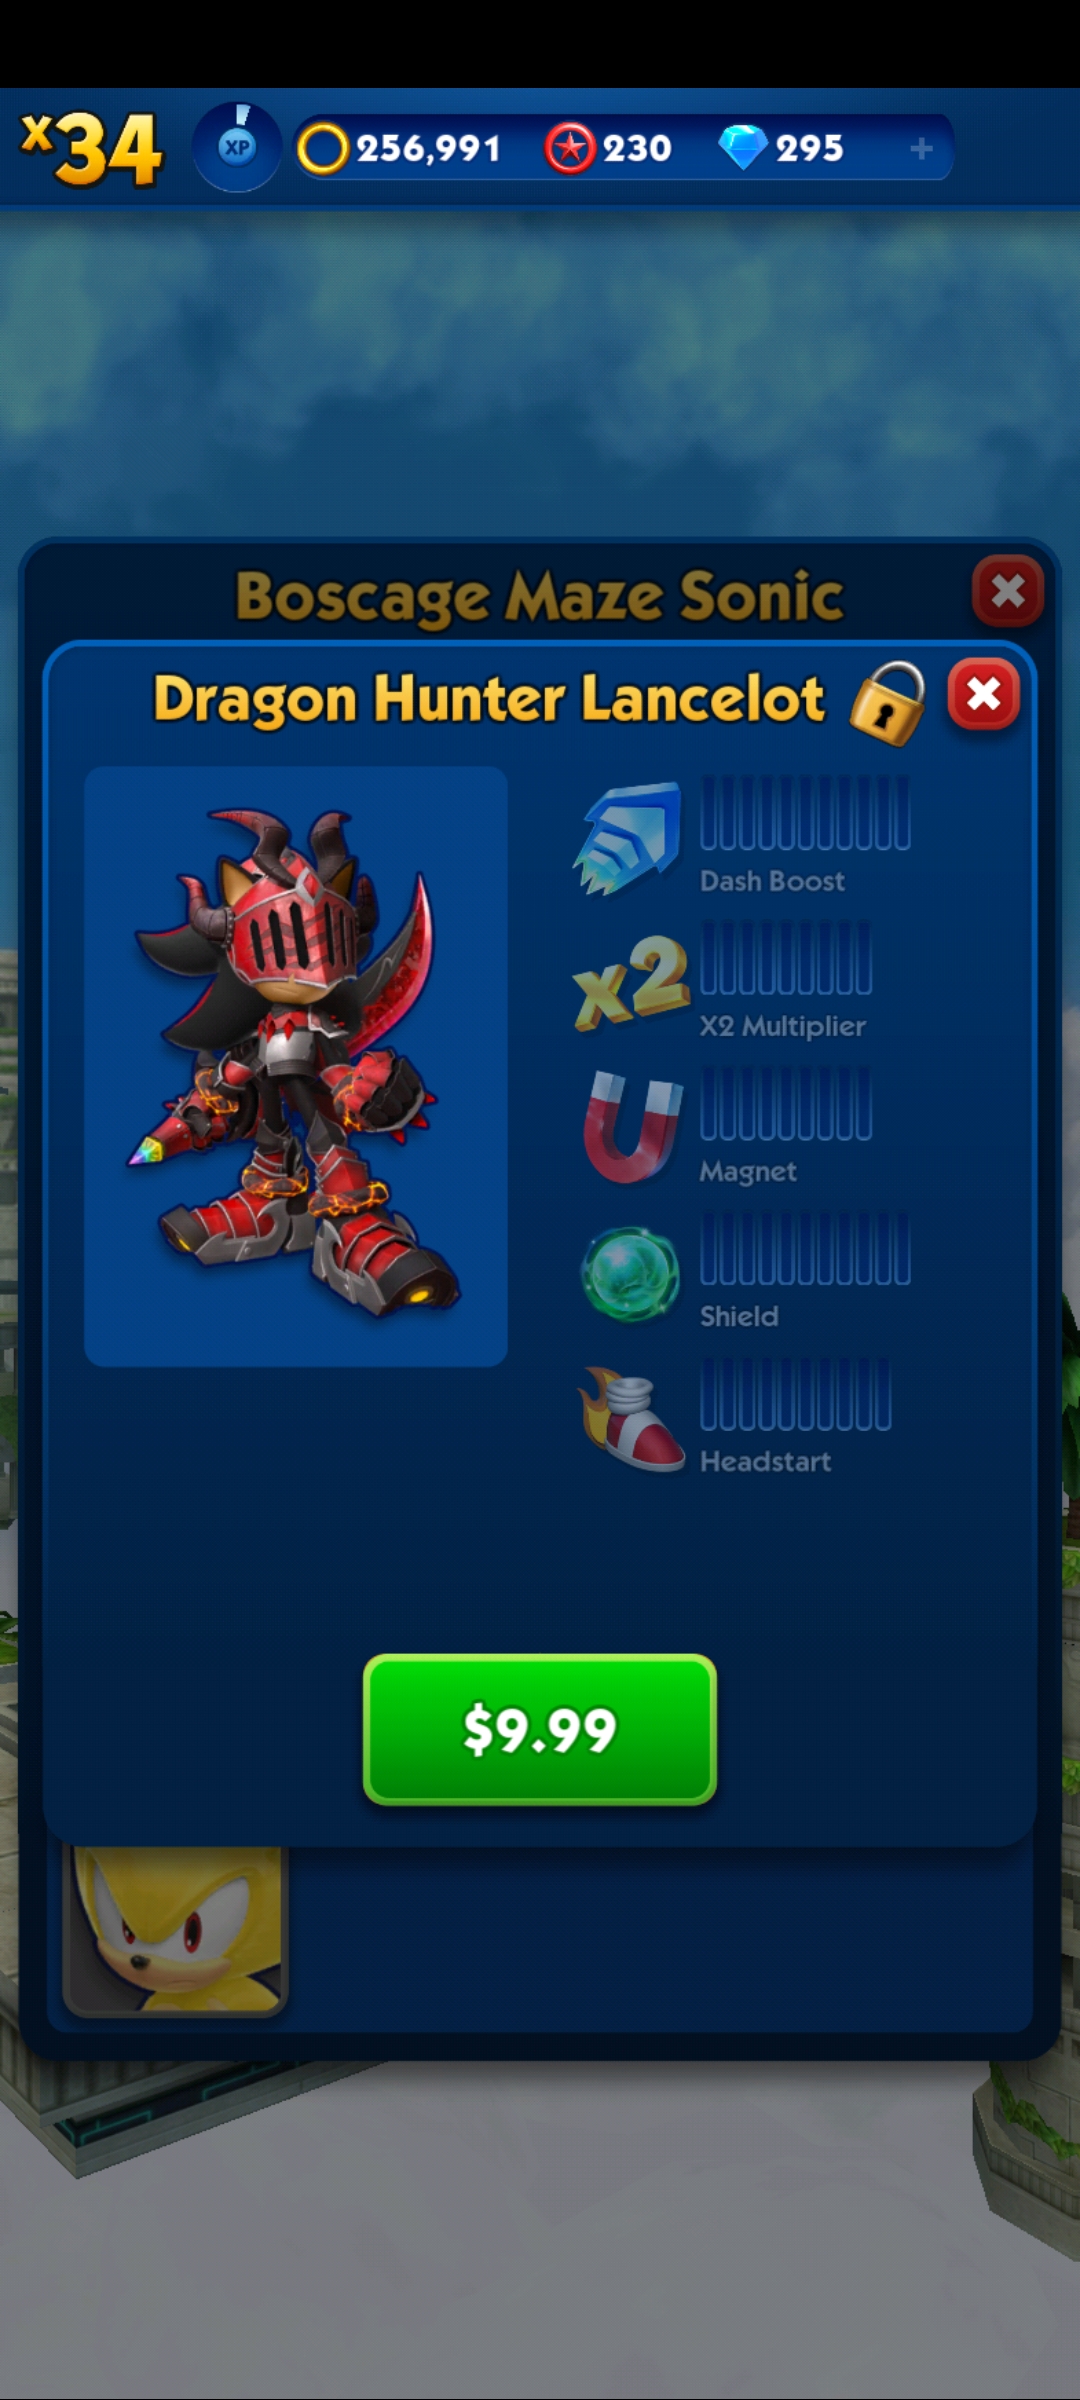 x34
XP
256,991
230
295
+
Boscage Maze Sonic
Dragon Hunter Lancelot
Dash Boost
x2
X2 Multiplier
Magnet
Shield
Headstart
$9.99